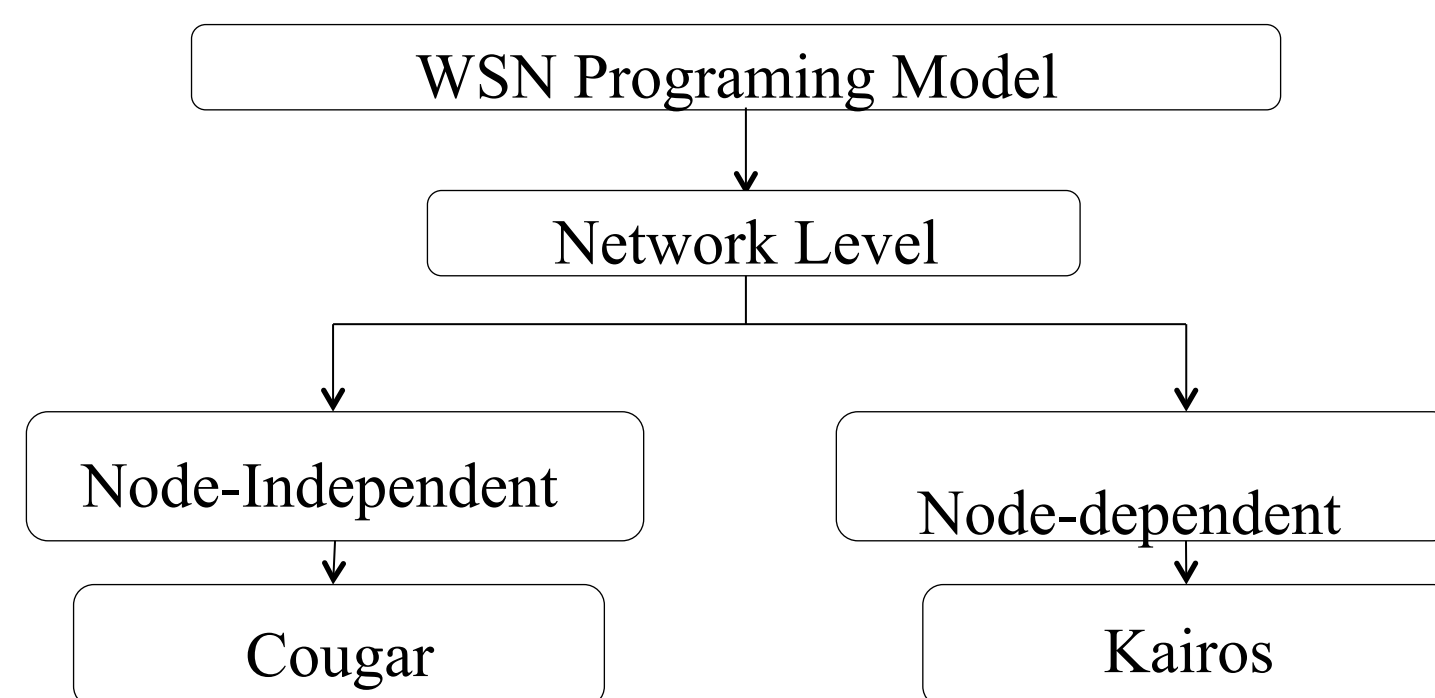 WSN Programing Model
Network Level
Node-Independent
Node-dependent
Cougar
Kairos